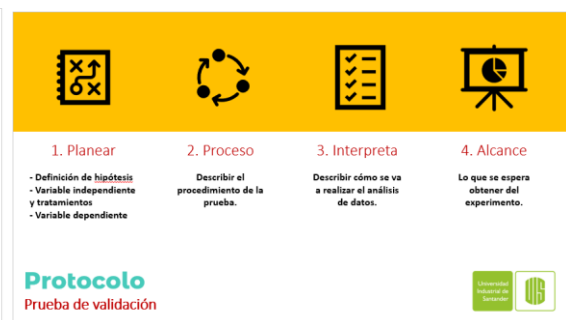 1. Planear
- Definición de hipótesis
- Variable independiente
y tratamientos
- Variable dependiente
2. Proceso
Describir el
procedimiento de la
prueba.
3. Interpreta
Describir cómo se va
a realizar el análisis
de datos.
4. Alcance
Lo que se espera
obtener del
experimento.
Protocolo
Prueba de validación
Universidad
Industrial de
Santander
UIS